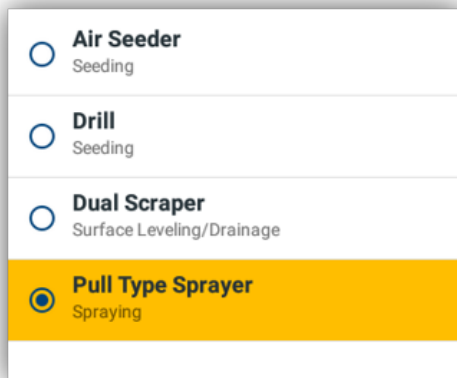 Air Seeder
Seeding
Drill
Seeding
Dual Scraper
Surface Leveling/Drainage
Pull Type Sprayer
Spraying